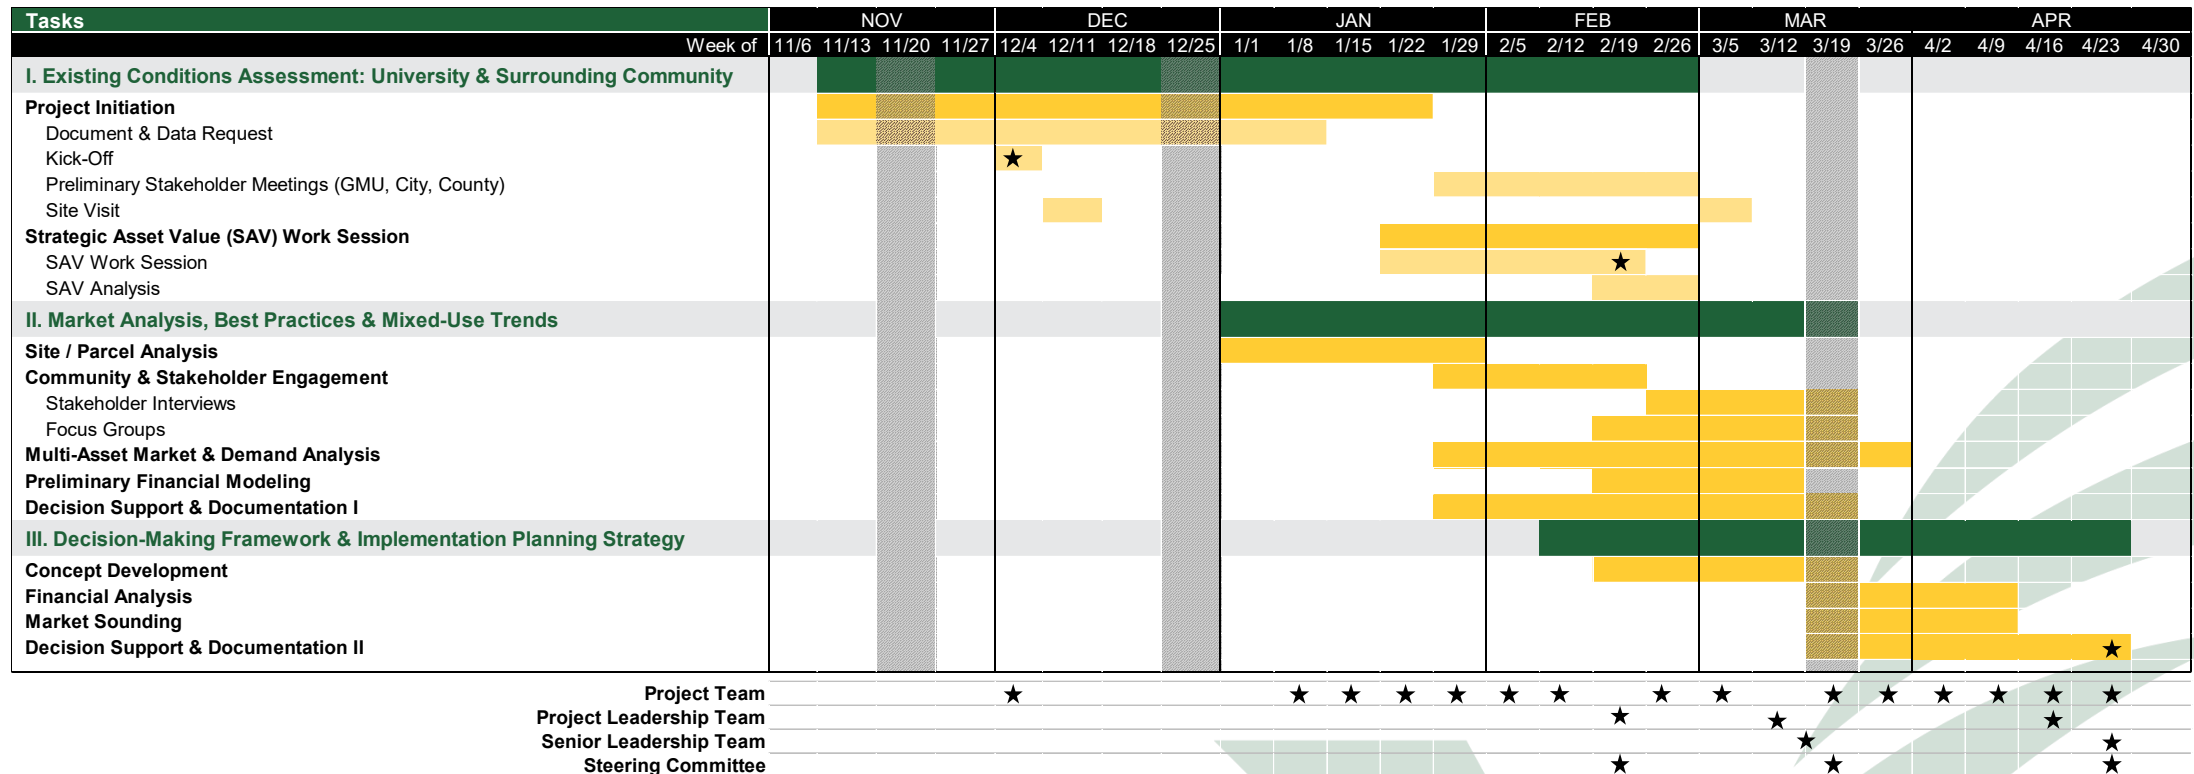 Tasks NOV DEC JAN FEB MAR APR
Week of 11/6 11/13 11/20 11/27 12/4 12/11 12/18 12/25 1/1 1/8 1/15 1/22 1/29 2/5 2/12 2/19 2/26 3/5 3/12 3/19 3/26 4/2 4/9 4/16 4/23 4/30
I. Existing Conditions Assessment: University & Surrounding Community
Project Initiation
Document & Data Request
Kick-Off
Preliminary Stakeholder Meetings (GMU, City, County)
Site Visit
Strategic Asset Value (SAV) Work Session
SAV Work Session
SAV Analysis
II. Market Analysis, Best Practices & Mixed-Use Trends
Site / Parcel Analysis
Community & Stakeholder Engagement
Stakeholder Interviews
Focus Groups
Multi-Asset Market & Demand Analysis
Preliminary Financial Modeling
Decision Support & Documentation I
III. Decision-Making Framework & Implementation Planning Strategy
Concept Development
Financial Analysis
Market Sounding
Decision Support & Documentation II
Project Team
Project Leadership Team
Senior Leadership Team
Steering Committee